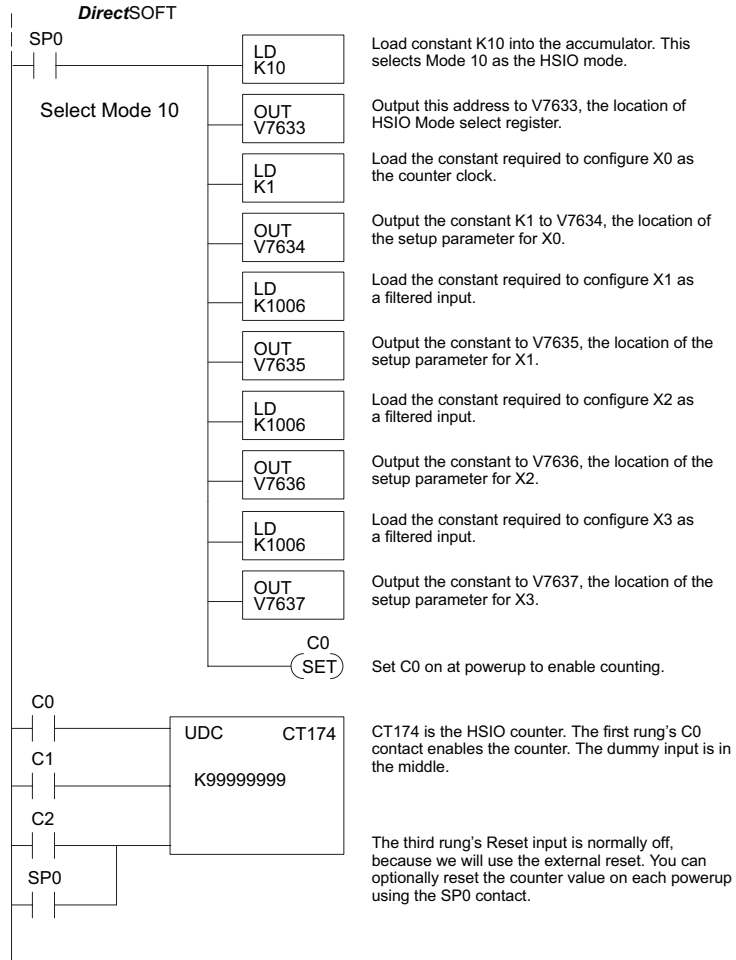 DirectSOFT
SP0
LD
K10
Load constant K10 into the accumulator. This
selects Mode 10 as the HSIO mode.
Select Mode 10
OUT
V7633
Output this address to V7633, the location of
HSIO Mode select register.
LD
K1
Load the constant required to configure X0 as
the counter clock.
OUT
V7634
Output the constant K1 to V7634, the location of
the setup parameter for X0.
LD
K1006
Load the constant required to configure X1 as
a filtered input.
OUT
V7635
Output the constant to V7635, the location of the
setup parameter for X1.
LD
K1006
Load the constant required to configure X2 as
a filtered input.
OUT
V7636
Output the constant to V7636, the location of the
setup parameter for X2.
LD
K1006
Load the constant required to configure X3 as
a filtered input.
OUT
V7637
Output the constant to V7637, the location of the
setup parameter for X3.
C0
SET
Set C0 on at powerup to enable counting.
C0
UDC CT174
K99999999
CT174 is the HSIO counter. The first rung's C0
contact enables the counter. The dummy input is in
the middle.
C1
C2
SP0
The third rung's Reset input is normally off,
because we will use the external reset. You can
optionally reset the counter value on each powerup
using the SP0 contact.